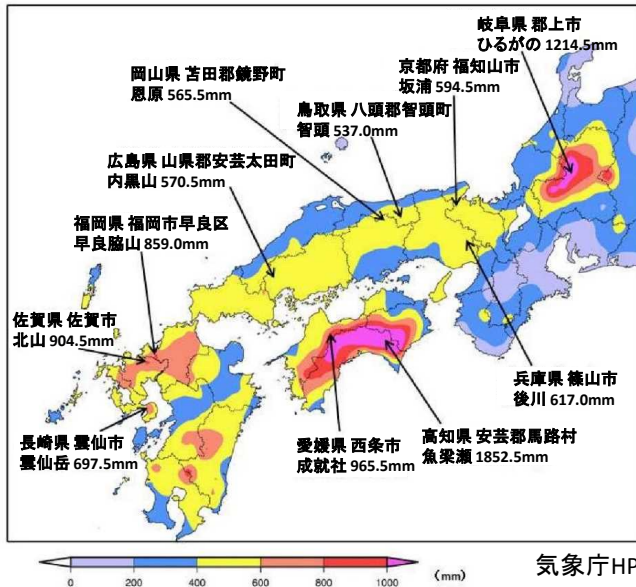 岐阜県 郡上市
ひるがの 1214.5mm
岡山県 苫田郡鏡野町
恩原 565.5mm
京都府 福知山市
坂浦 594.5mm
鳥取県 八頭郡智頭町
智頭 537.0mm
広島県 山県郡安芸太田町
内黒山 570.5mm
福岡県 福岡市早良区
早良脇山 859.0mm
佐賀県 佐賀市
北山 904.5mm
兵庫県 篠山市
後川 617.0mm
長崎県 雲仙市
雲仙岳 697.5mm
愛媛県 西条市
成就社 965.5mm
高知県 安芸郡馬路村
魚梁瀬 1852.5mm
0 200 400 600 800 1000 (mm)
気象庁HP